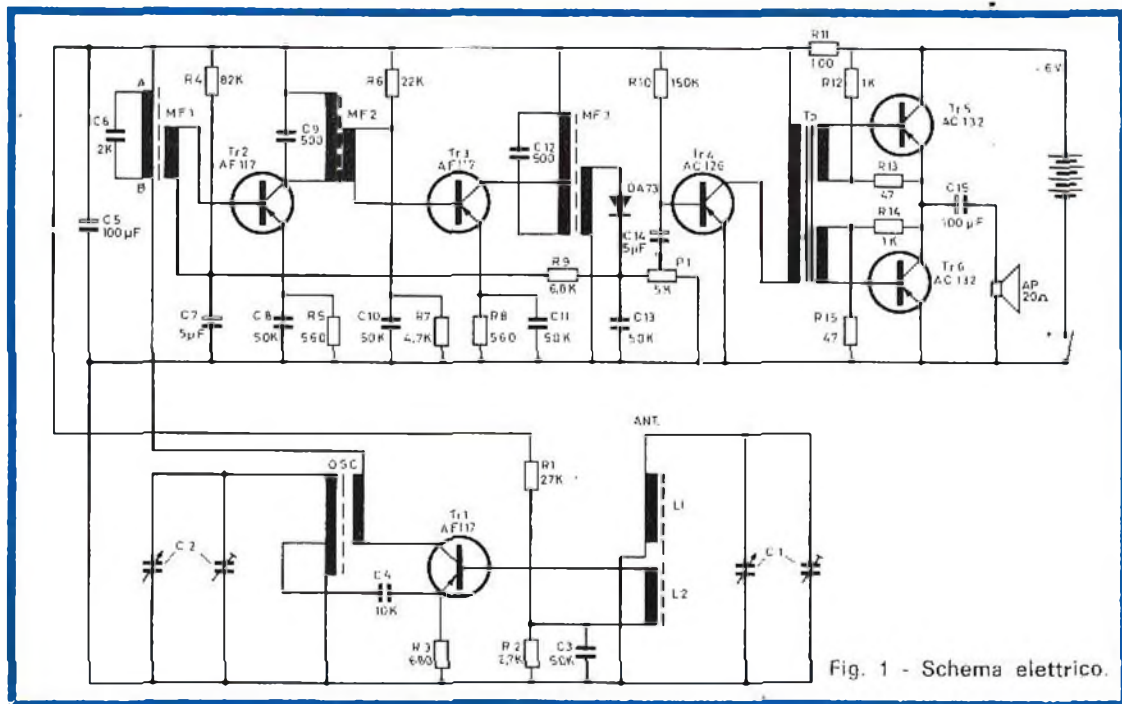 R11
100
R4 82K
R6 22K
R10 150K
R12 1K
- 6V
A
MF1
C6
2K
B
C9
500
MF2
C12
500
MF3
Tr5
AC132
Tr2
AF117
Tr3
AF117
Tr4
AC126
R13
47
C5
100µF
C14
5µF
C15
100µF
R14
1K
R9
6,8K
P1
5K
Tr6
AC132
AP
20Ω
C7
5µF
C8
50K
R5
560
C10
50K
R7
4,7K
R8
560
C11
50K
C13
50K
R15
47
+
ANT.
OSC
R1
27K
L1
Tr1
AF117
C2
C1
C4
10K
L2
R3
680
R2
C3
50K
Fig. 1 - Schema elettrico.